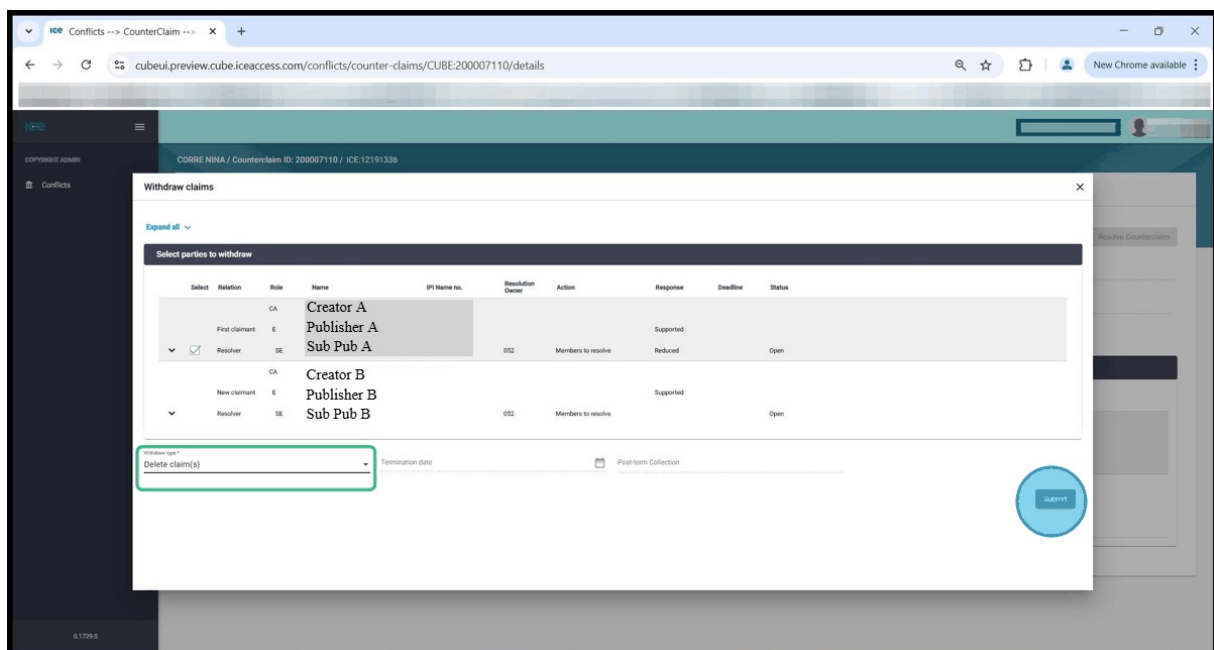 ICE Conflicts --> CounterClaim -->
cubeui.preview.cube.iceaccess.com/conflicts/counter-claims/CUBE:200007110/details
New Chrome available
ice
COPYRIGHT ADMIN
CORRE NINA / Counterclaim ID: 200007110 / ICE:12191336
Conflicts
Withdraw claims
Resolve Counterclaim
Expand all
Select parties to withdraw
Select Relation Role Name IPI Name no. Resolution Owner Action Response Deadline Status
CA Creator A
First claimant E Publisher A Supported
Resolver SE Sub Pub A 052 Members to resolve Reduced Open
CA Creator B
New claimant E Publisher B Supported
Resolver SE Sub Pub B 052 Members to resolve Open
Withdraw type *
Delete claim(s) Termination date Post-term Collection
Submit
0.1729.0